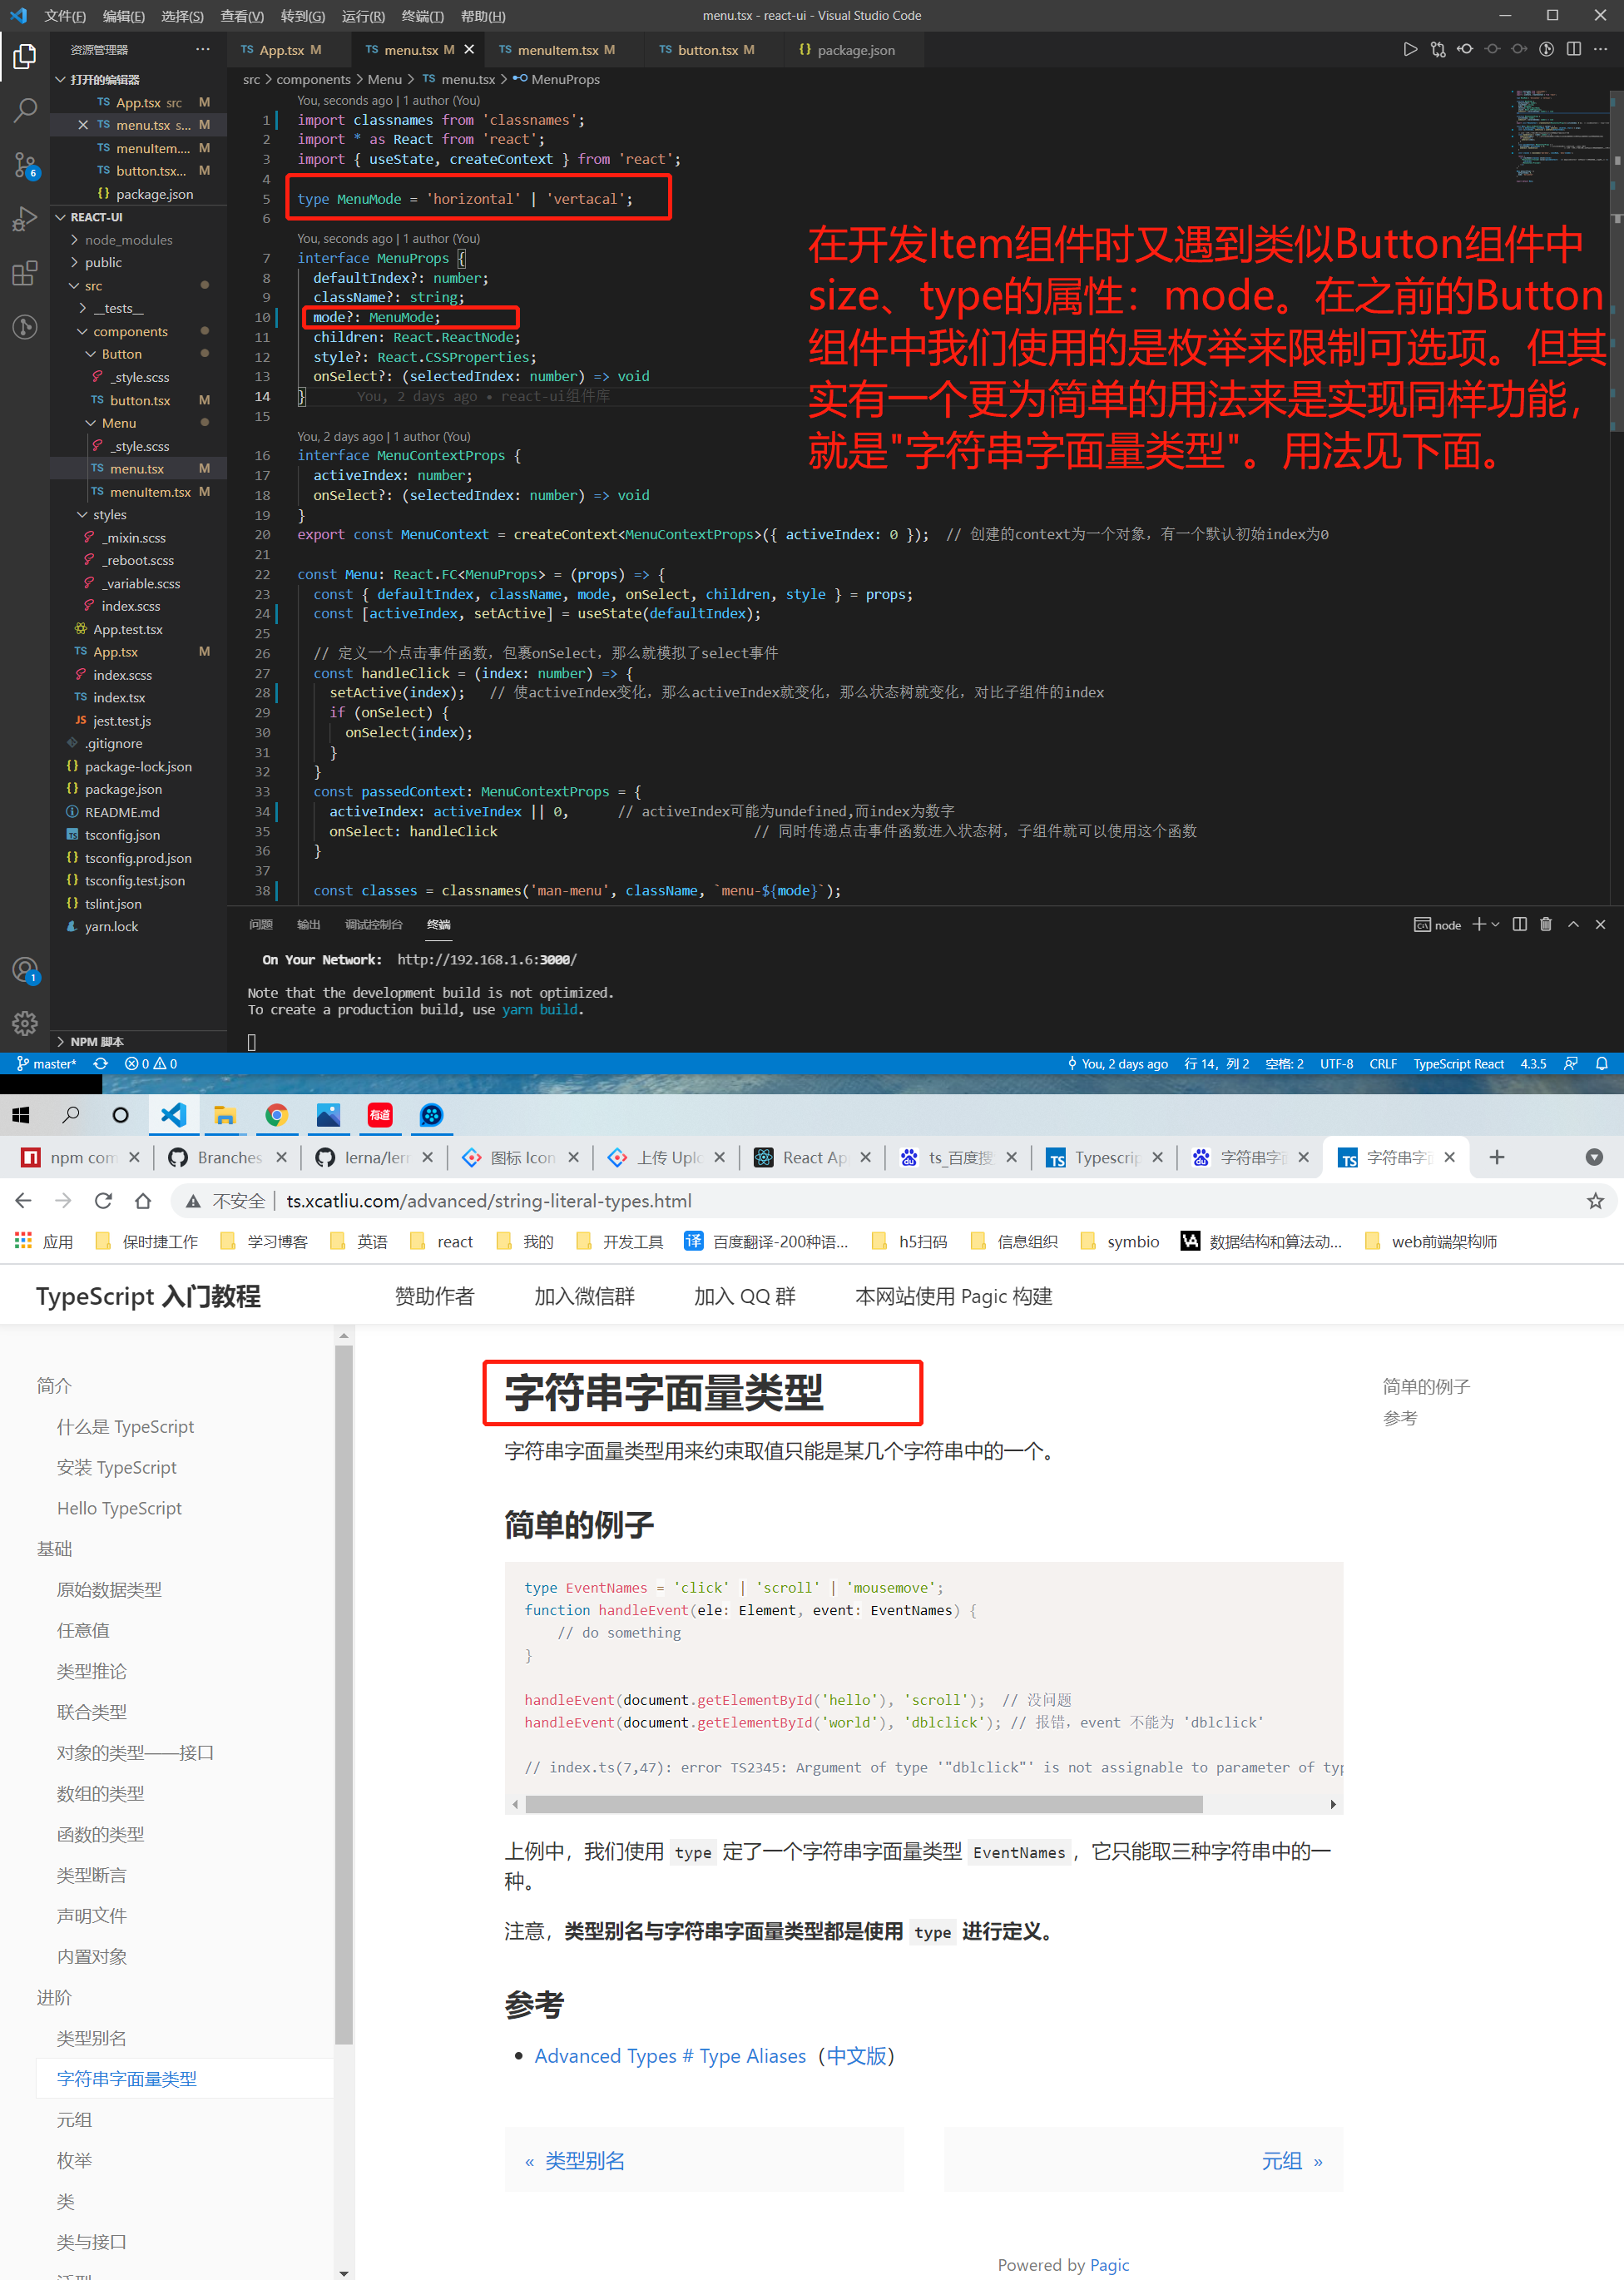 文件(F) 编辑(E) 选择(S) 查看(V) 转到(G) 运行(R) 终端(T) 帮助(H) menu.tsx - react-ui - Visual Studio Code
资源管理器 ··· TS App.tsx M TS menu.tsx M TS menuItem.tsx M TS button.tsx M {} package.json
打开的编辑器
TS App.tsx src M
TS menu.tsx s... M
TS menuItem.... M
TS button.tsx... M
{} package.json
REACT-UI
node_modules
public
src
__tests__
components
Button
_style.scss
TS button.tsx M
Menu
_style.scss
TS menu.tsx M
TS menuItem.tsx M
styles
_mixin.scss
_reboot.scss
_variable.scss
index.scss
App.test.tsx
TS App.tsx M
index.scss
TS index.tsx
JS jest.test.js
.gitignore
{} package-lock.json
{} package.json
README.md
tsconfig.json
{} tsconfig.prod.json
{} tsconfig.test.json
{} tslint.json
yarn.lock
NPM 脚本
6
1
src > components > Menu > TS menu.tsx > MenuProps
You, seconds ago | 1 author (You)
1 import classnames from 'classnames';
2 import * as React from 'react';
3 import { useState, createContext } from 'react';
4
5 type MenuMode = 'horizontal' | 'vertacal';
6
You, seconds ago | 1 author (You)
7 interface MenuProps {
8 defaultIndex?: number;
9 className?: string;
10 mode?: MenuMode;
11 children: React.ReactNode;
12 style?: React.CSSProperties;
13 onSelect?: (selectedIndex: number) => void
14 } You, 2 days ago • react-ui组件库
15
You, 2 days ago | 1 author (You)
16 interface MenuContextProps {
17 activeIndex: number;
18 onSelect?: (selectedIndex: number) => void
19 }
20 export const MenuContext = createContext<MenuContextProps>({ activeIndex: 0 }); // 创建的context为一个对象，有一个默认初始index为0
21
22 const Menu: React.FC<MenuProps> = (props) => {
23 const { defaultIndex, className, mode, onSelect, children, style } = props;
24 const [activeIndex, setActive] = useState(defaultIndex);
25
26 // 定义一个点击事件函数，包裹onSelect，那么就模拟了select事件
27 const handleClick = (index: number) => {
28 setActive(index); // 使activeIndex变化，那么activeIndex就变化，那么状态树就变化，对比子组件的index
29 if (onSelect) {
30 onSelect(index);
31 }
32 }
33 const passedContext: MenuContextProps = {
34 activeIndex: activeIndex || 0, // activeIndex可能为undefined,而index为数字
35 onSelect: handleClick // 同时传递点击事件函数进入状态树，子组件就可以使用这个函数
36 }
37
38 const classes = classnames('man-menu', className, `menu-${mode}`);
在开发Item组件时又遇到类似Button组件中
size、type的属性：mode。在之前的Button
组件中我们使用的是枚举来限制可选项。但其
实有一个更为简单的用法来是实现同样功能，
就是"字符串字面量类型"。用法见下面。
问题 输出 调试控制台 终端 node
On Your Network: http://192.168.1.6:3000/
Note that the development build is not optimized.
To create a production build, use yarn build.
master* 0 0 You, 2 days ago 行 14，列 2 空格: 2 UTF-8 CRLF TypeScript React 4.3.5
有道
npm com Branches lerna/ler 图标 Icon 上传 Uplo React Ap ts_百度搜 TS Typescrip 字符串字面 TS 字符串字
不安全 ts.xcatliu.com/advanced/string-literal-types.html
应用 保时捷工作 学习博客 英语 react 我的 开发工具 译 百度翻译-200种语... h5扫码 信息组织 symbio 数据结构和算法动... web前端架构师
TypeScript 入门教程 赞助作者 加入微信群 加入 QQ 群 本网站使用 Pagic 构建
简介
什么是 TypeScript
安装 TypeScript
Hello TypeScript
基础
原始数据类型
任意值
类型推论
联合类型
对象的类型——接口
数组的类型
函数的类型
类型断言
声明文件
内置对象
进阶
类型别名
字符串字面量类型
元组
枚举
类
类与接口
泛型
字符串字面量类型
字符串字面量类型用来约束取值只能是某几个字符串中的一个。
简单的例子
type EventNames = 'click' | 'scroll' | 'mousemove';
function handleEvent(ele: Element, event: EventNames) {
// do something
}
handleEvent(document.getElementById('hello'), 'scroll'); // 没问题
handleEvent(document.getElementById('world'), 'dblclick'); // 报错，event 不能为 'dblclick'
// index.ts(7,47): error TS2345: Argument of type '"dblclick"' is not assignable to parameter of typ
上例中，我们使用 type 定了一个字符串字面量类型 EventNames，它只能取三种字符串中的一
种。
注意，类型别名与字符串字面量类型都是使用 type 进行定义。
参考
• Advanced Types # Type Aliases（中文版）
« 类型别名
元组 »
Powered by Pagic
简单的例子
参考